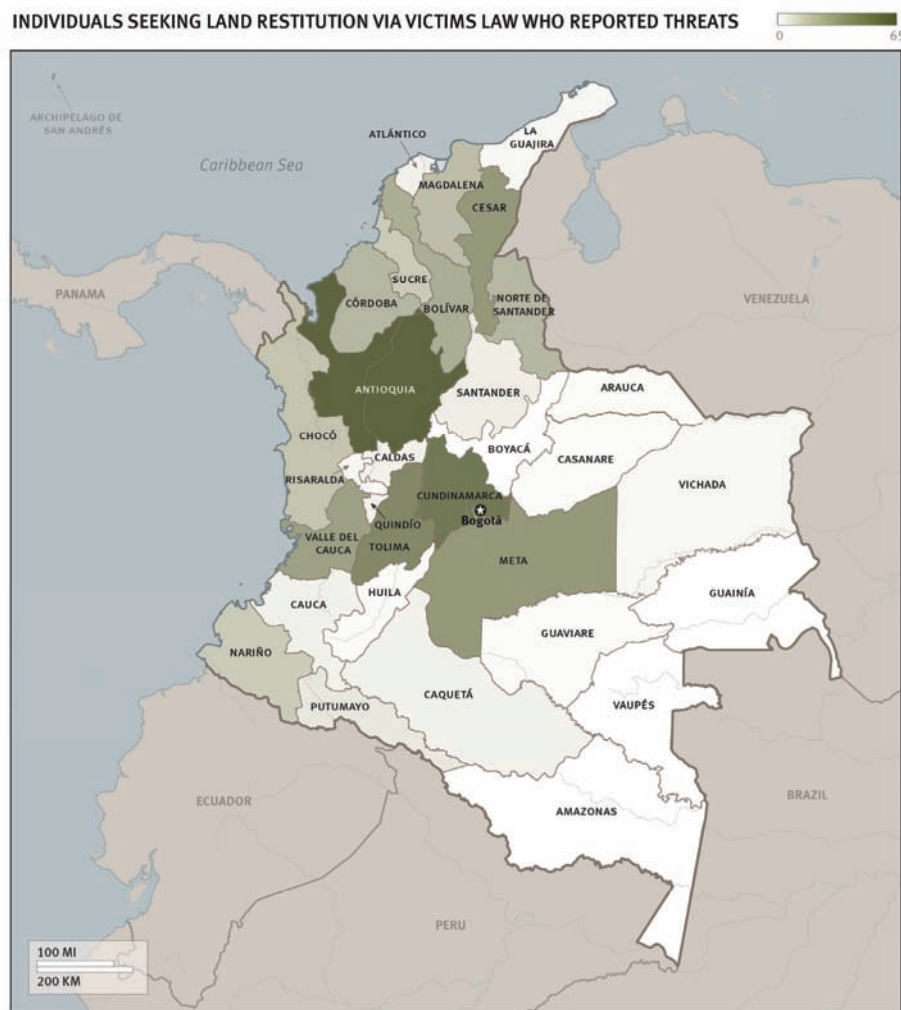 INDIVIDUALS SEEKING LAND RESTITUTION VIA VICTIMS LAW WHO REPORTED THREATS
0
65
ARCHIPELAGO DE
SAN ANDRÉS
Caribbean Sea
ATLÁNTICO
LA
GUAJIRA
MAGDALENA
CESAR
PANAMA
SUCRE
CÓRDOBA
BOLÍVAR
NORTE DE
SANTANDER
VENEZUELA
ANTIOQUIA
SANTANDER
ARAUCA
CHOCÓ
BOYACÁ
CALDAS
CASANARE
RISARALDA
VICHADA
CUNDINAMARCA
Bogotá
QUINDÍO
VALLE DEL
CAUCA
TOLIMA
META
CAUCA
HUILA
GUAINÍA
GUAVIARE
NARIÑO
CAQUETÁ
VAUPÉS
PUTUMAYO
ECUADOR
BRAZIL
AMAZONAS
PERU
100 MI
200 KM